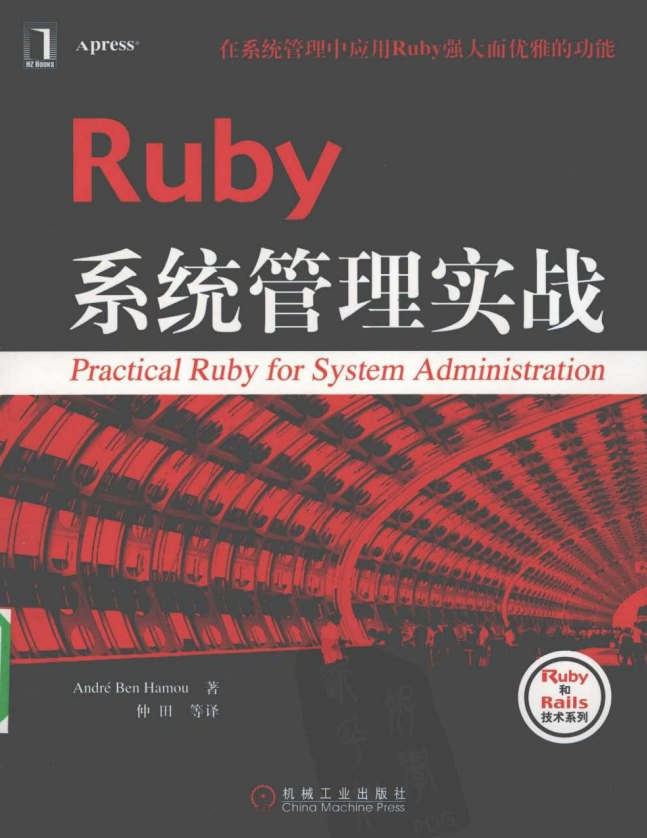 HZ BOOKS
Apress®
在系统管理中应用Ruby强大而优雅的功能
Ruby
系统管理实战
Practical Ruby for System Administration
André Ben Hamou 著
仲 田 等译
Ruby
和
Rails
技术系列
机械工业出版社
China Machine Press